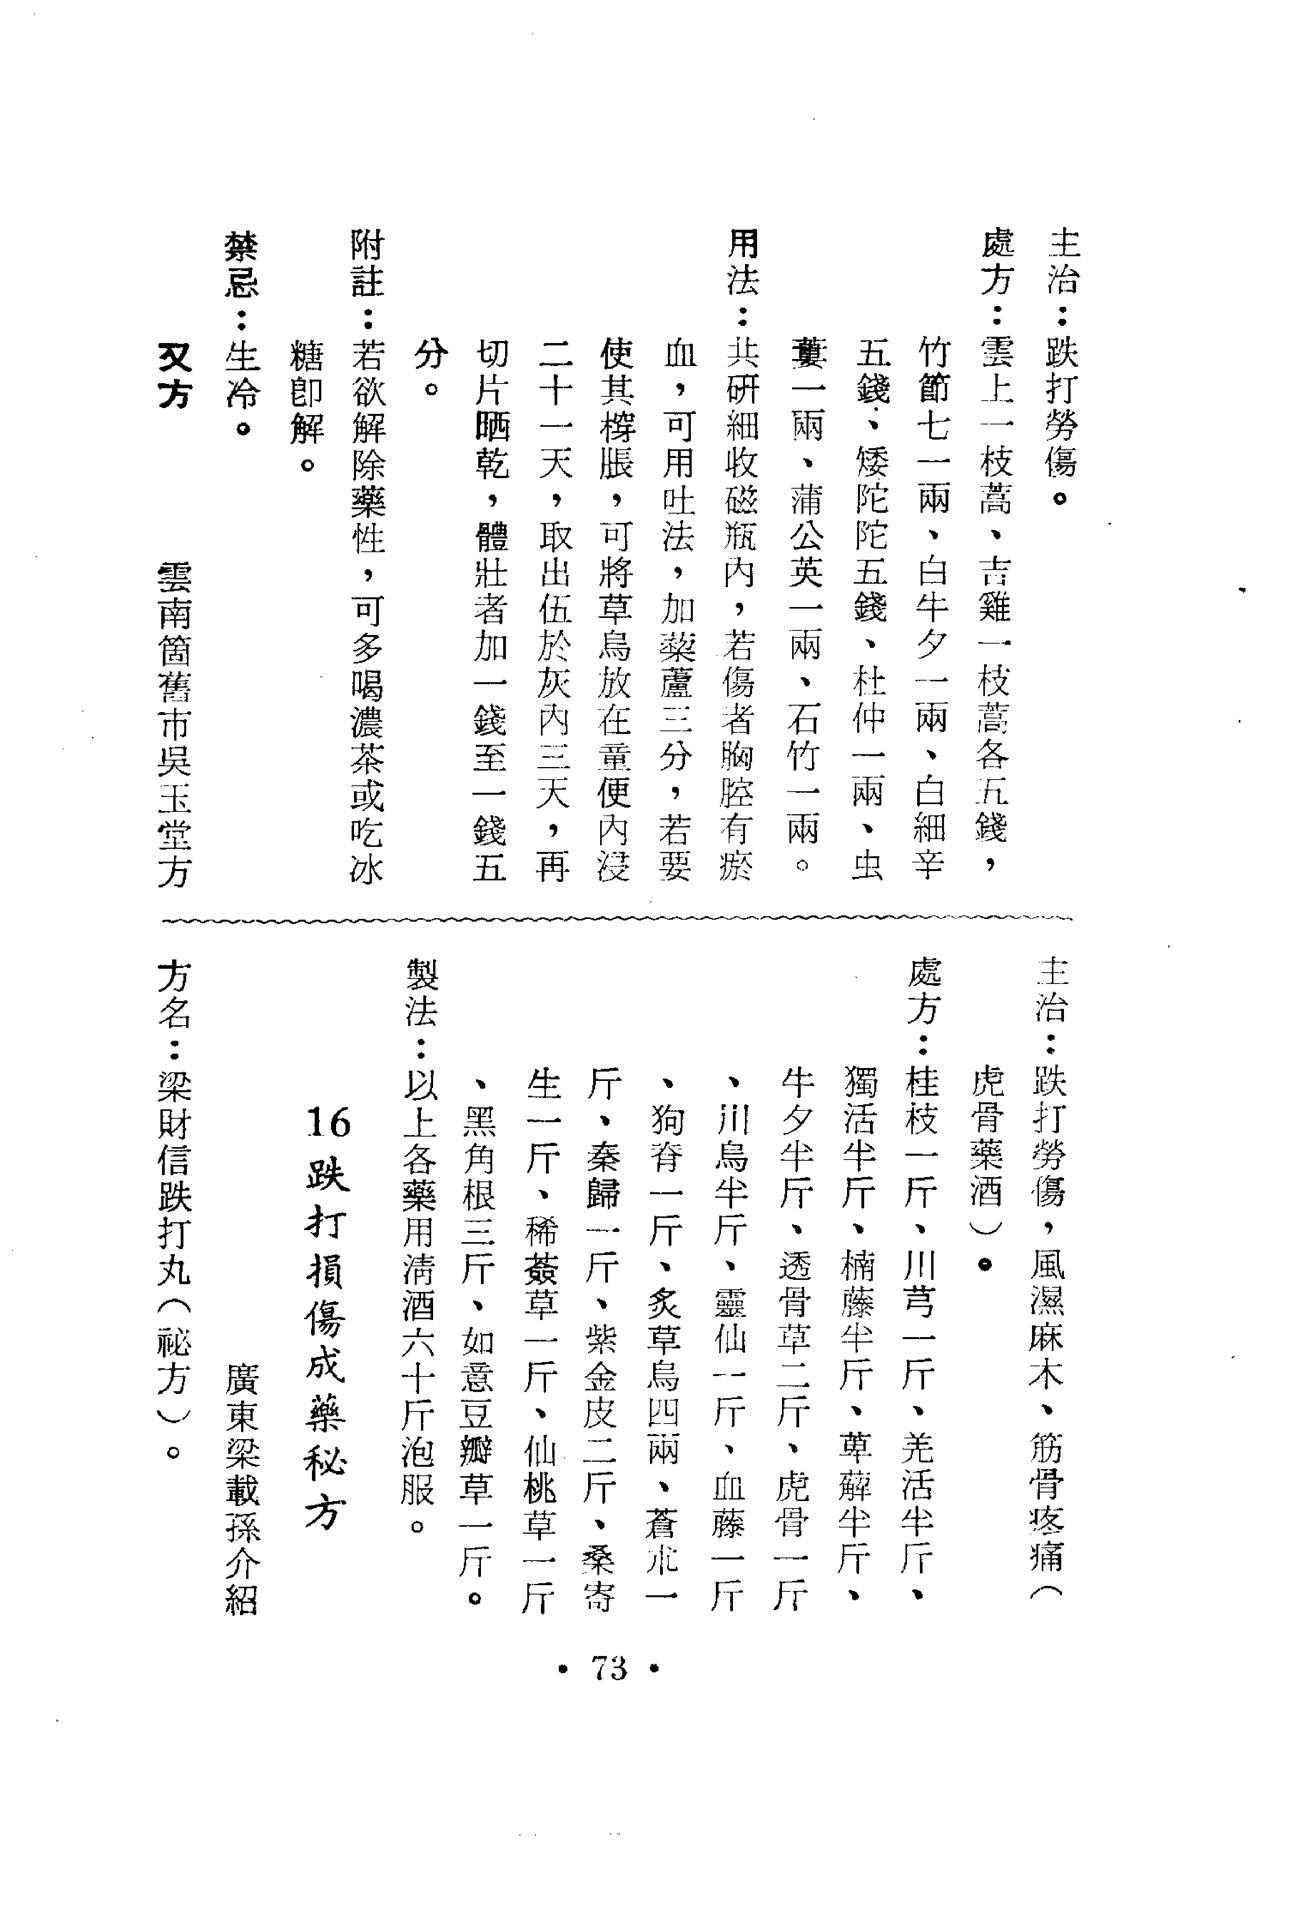 主治：跌打勞傷。
處方：雲上一枝蒿、吉雞一枝蒿各五錢，
竹節七一兩、白牛夕一兩、白細辛
五錢、矮陀陀五錢、杜仲一兩、虫
蔞一兩、蒲公英一兩、石竹一兩。
用法：共研細收磁瓶內，若傷者胸腔有瘀
血，可用吐法，加藜蘆三分，若要
使其膨脹，可將草烏放在童便內浸
二十一天，取出伍於灰內三天，再
切片晒乾，體壯者加一錢至一錢五
分。
附註：若欲解除藥性，可多喝濃茶或吃冰
糖卽解。
禁忌：生冷。
又方　雲南箇舊市吳玉堂方
主治：跌打勞傷，風濕麻木、筋骨疼痛（
虎骨藥酒）。
處方：桂枝一斤、川芎一斤、羌活半斤、
獨活半斤、楠藤半斤、萆薢半斤、
牛夕半斤、透骨草二斤、虎骨一斤
、川烏半斤、靈仙一斤、血藤一斤
、狗脊一斤、炙草烏四兩、蒼朮一
斤、秦歸一斤、紫金皮二斤、桑寄
生一斤、稀薟草一斤、仙桃草一斤
、黑角根三斤、如意豆瓣草一斤。
製法：以上各藥用淸酒六十斤泡服。
16跌打損傷成藥秘方
廣東梁載孫介紹
方名：梁財信跌打丸（祕方）。
• 73 •